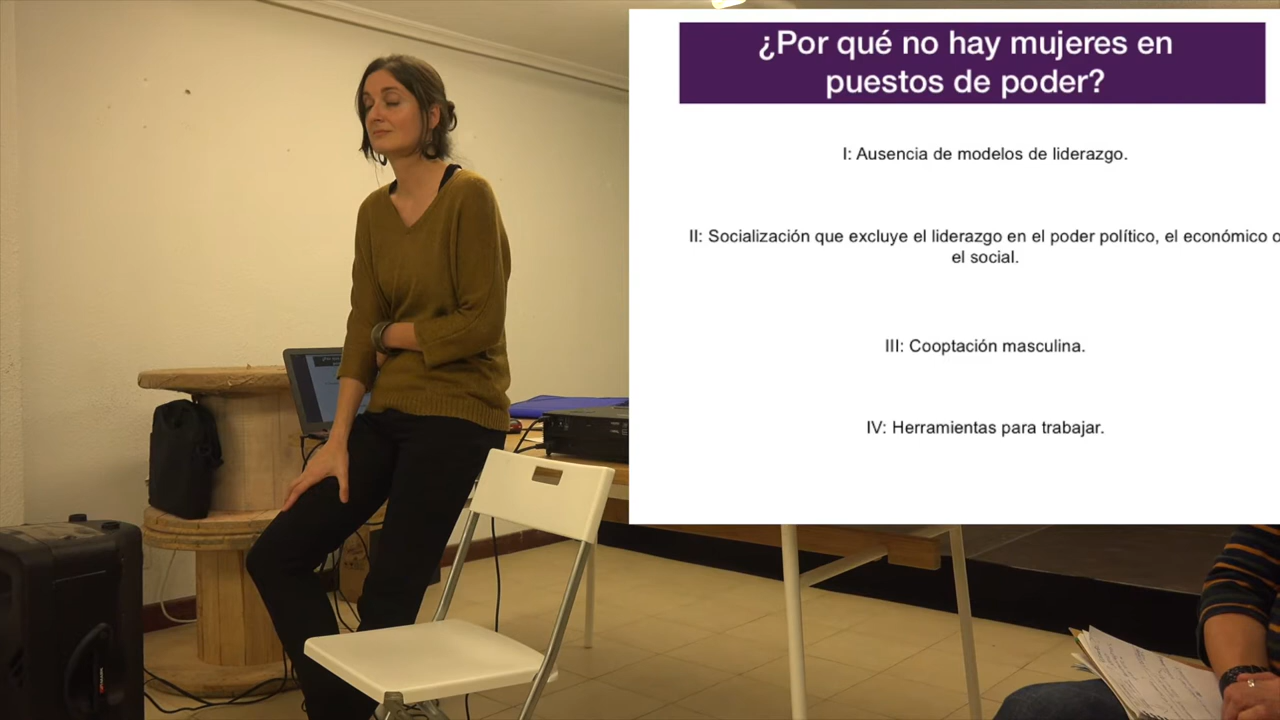 ¿Por qué no hay mujeres en
puestos de poder?
I: Ausencia de modelos de liderazgo.
II: Socialización que excluye el liderazgo en el poder político, el económico o
el social.
III: Cooptación masculina.
IV: Herramientas para trabajar.